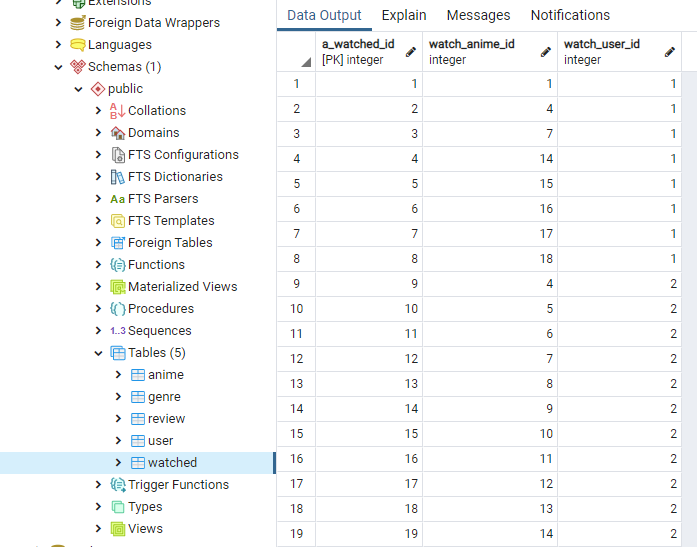 Extensions
Foreign Data Wrappers
Languages
Schemas (1)
public
Collations
Domains
FTS Configurations
FTS Dictionaries
Aa FTS Parsers
FTS Templates
Foreign Tables
Functions
Materialized Views
Procedures
1..3 Sequences
Tables (5)
anime
genre
review
user
watched
Trigger Functions
Types
Views
Data Output Explain Messages Notifications
a_watched_id watch_anime_id watch_user_id
[PK] integer integer integer
1 1 1 1
2 2 4 1
3 3 7 1
4 4 14 1
5 5 15 1
6 6 16 1
7 7 17 1
8 8 18 1
9 9 4 2
10 10 5 2
11 11 6 2
12 12 7 2
13 13 8 2
14 14 9 2
15 15 10 2
16 16 11 2
17 17 12 2
18 18 13 2
19 19 14 2